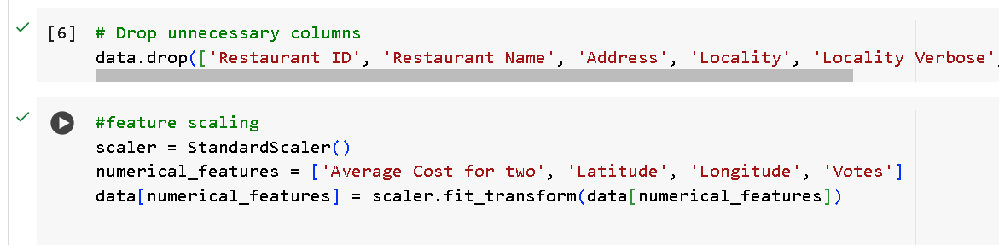 [6] # Drop unnecessary columns
data.drop(['Restaurant ID', 'Restaurant Name', 'Address', 'Locality', 'Locality Verbose',
#feature scaling
scaler = StandardScaler()
numerical_features = ['Average Cost for two', 'Latitude', 'Longitude', 'Votes']
data[numerical_features] = scaler.fit_transform(data[numerical_features])